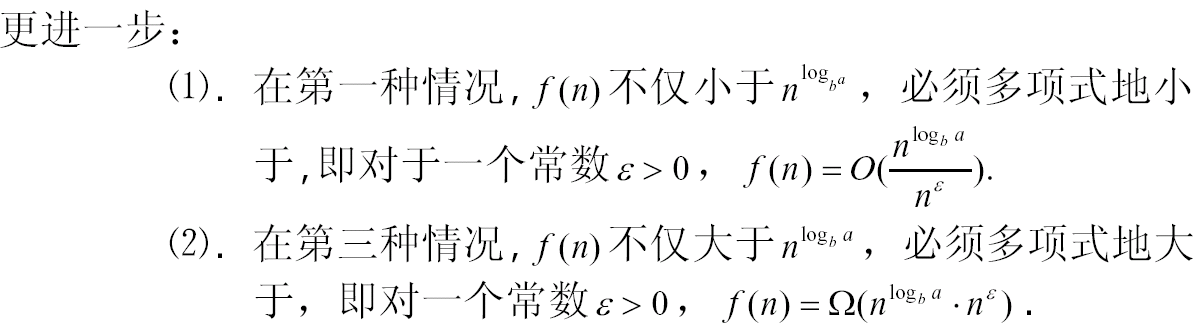 更进一步：
(1). 在第一种情况, f(n)不仅小于 n^{log_b a} ， 必须多项式地小
于,即对于一个常数 ε > 0 ， f(n) = O(\frac{n^{log_b a}}{n^ε}).
(2). 在第三种情况, f(n)不仅大于 n^{log_b a} ， 必须多项式地大
于，即对一个常数 ε > 0 ， f(n) = Ω(n^{log_b a} · n^ε) .